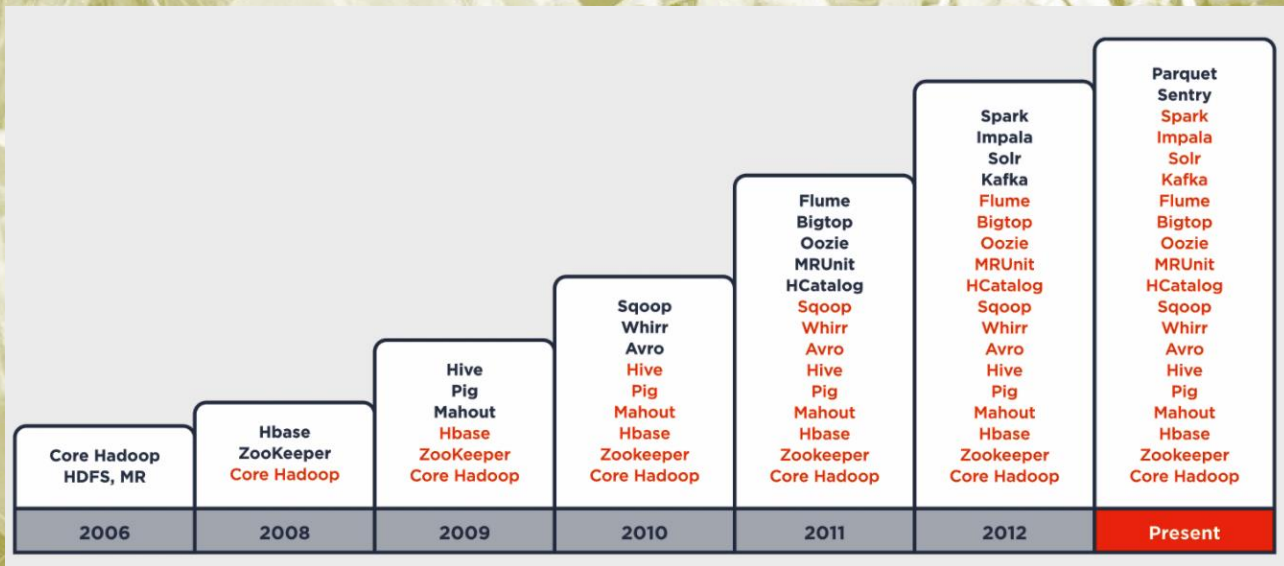 Core Hadoop
HDFS, MR
2006
Hbase
ZooKeeper
Core Hadoop
2008
Hive
Pig
Mahout
Hbase
ZooKeeper
Core Hadoop
2009
Sqoop
Whirr
Avro
Hive
Pig
Mahout
Hbase
Zookeeper
Core Hadoop
2010
Flume
Bigtop
Oozie
MRUnit
HCatalog
Sqoop
Whirr
Avro
Hive
Pig
Mahout
Hbase
Zookeeper
Core Hadoop
2011
Spark
Impala
Solr
Kafka
Flume
Bigtop
Oozie
MRUnit
HCatalog
Sqoop
Whirr
Avro
Hive
Pig
Mahout
Hbase
Zookeeper
Core Hadoop
2012
Parquet
Sentry
Spark
Impala
Solr
Kafka
Flume
Bigtop
Oozie
MRUnit
HCatalog
Sqoop
Whirr
Avro
Hive
Pig
Mahout
Hbase
Zookeeper
Core Hadoop
Present